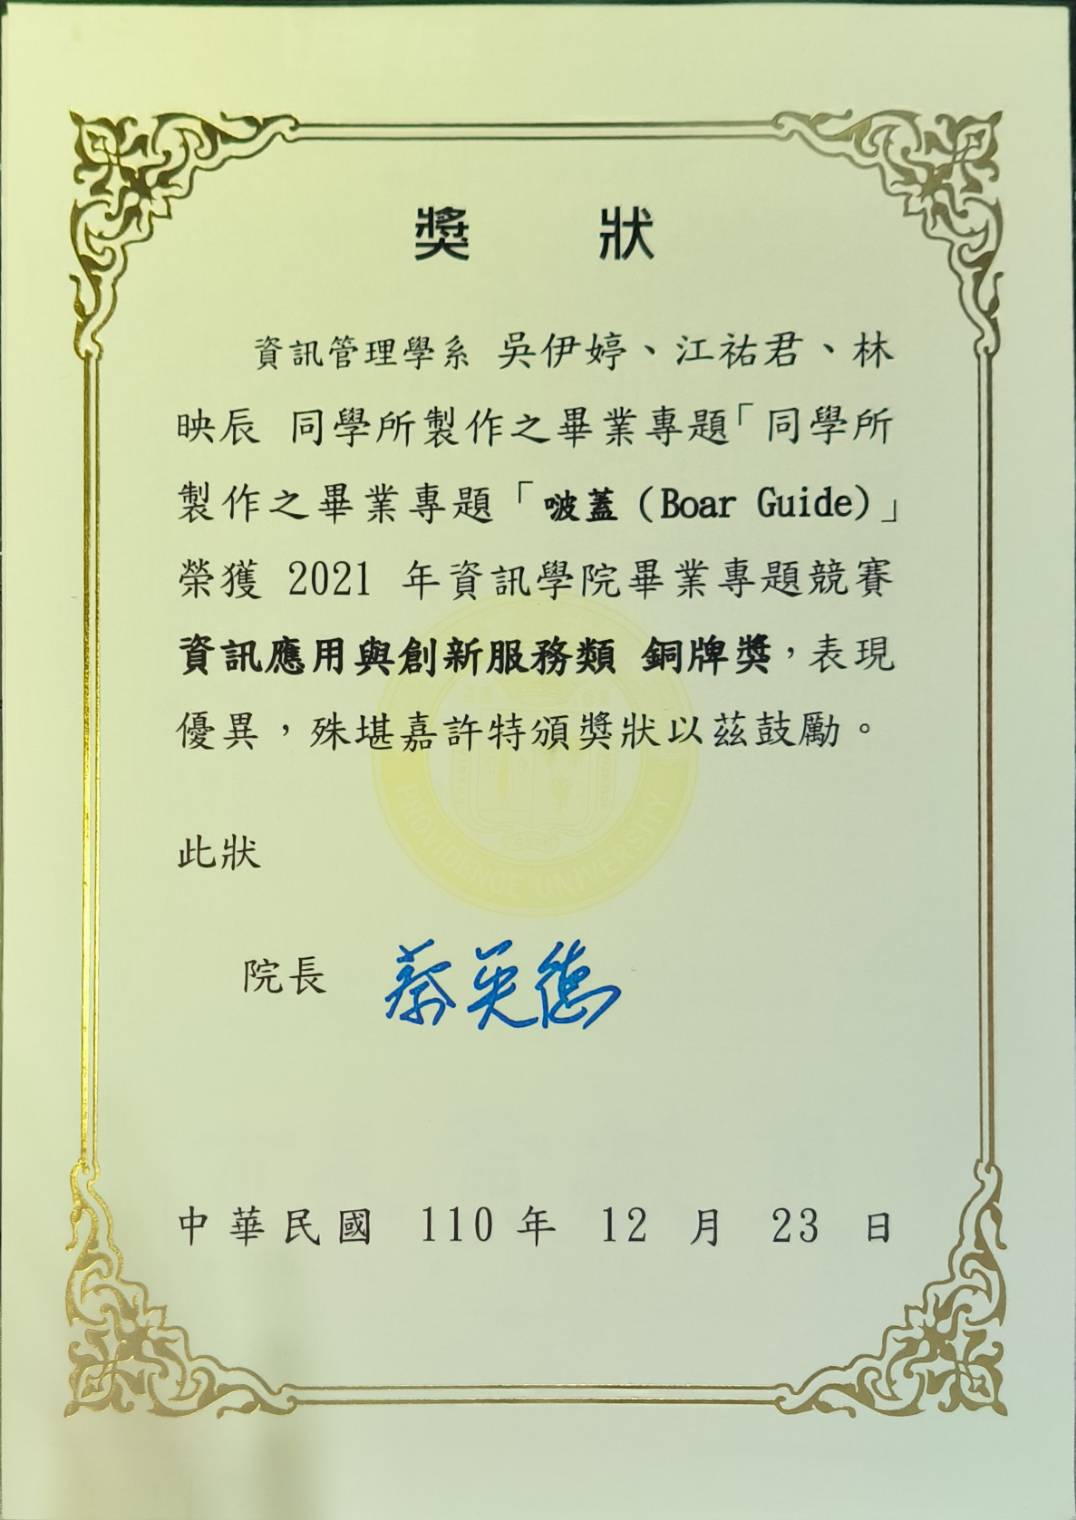 獎狀
資訊管理學系 吳伊婷、江祐君、林
映辰 同學所製作之畢業專題「同學所
製作之畢業專題「啵蓋(Boar Guide)」
榮獲 2021 年資訊學院畢業專題競賽
資訊應用與創新服務類 銅牌獎,表現
優異,殊堪嘉許特頒獎狀以茲鼓勵。
PROVIDENCE UNIVERSITY
此狀
院長 蔡英德
中華民國 110 年 12 月 23 日